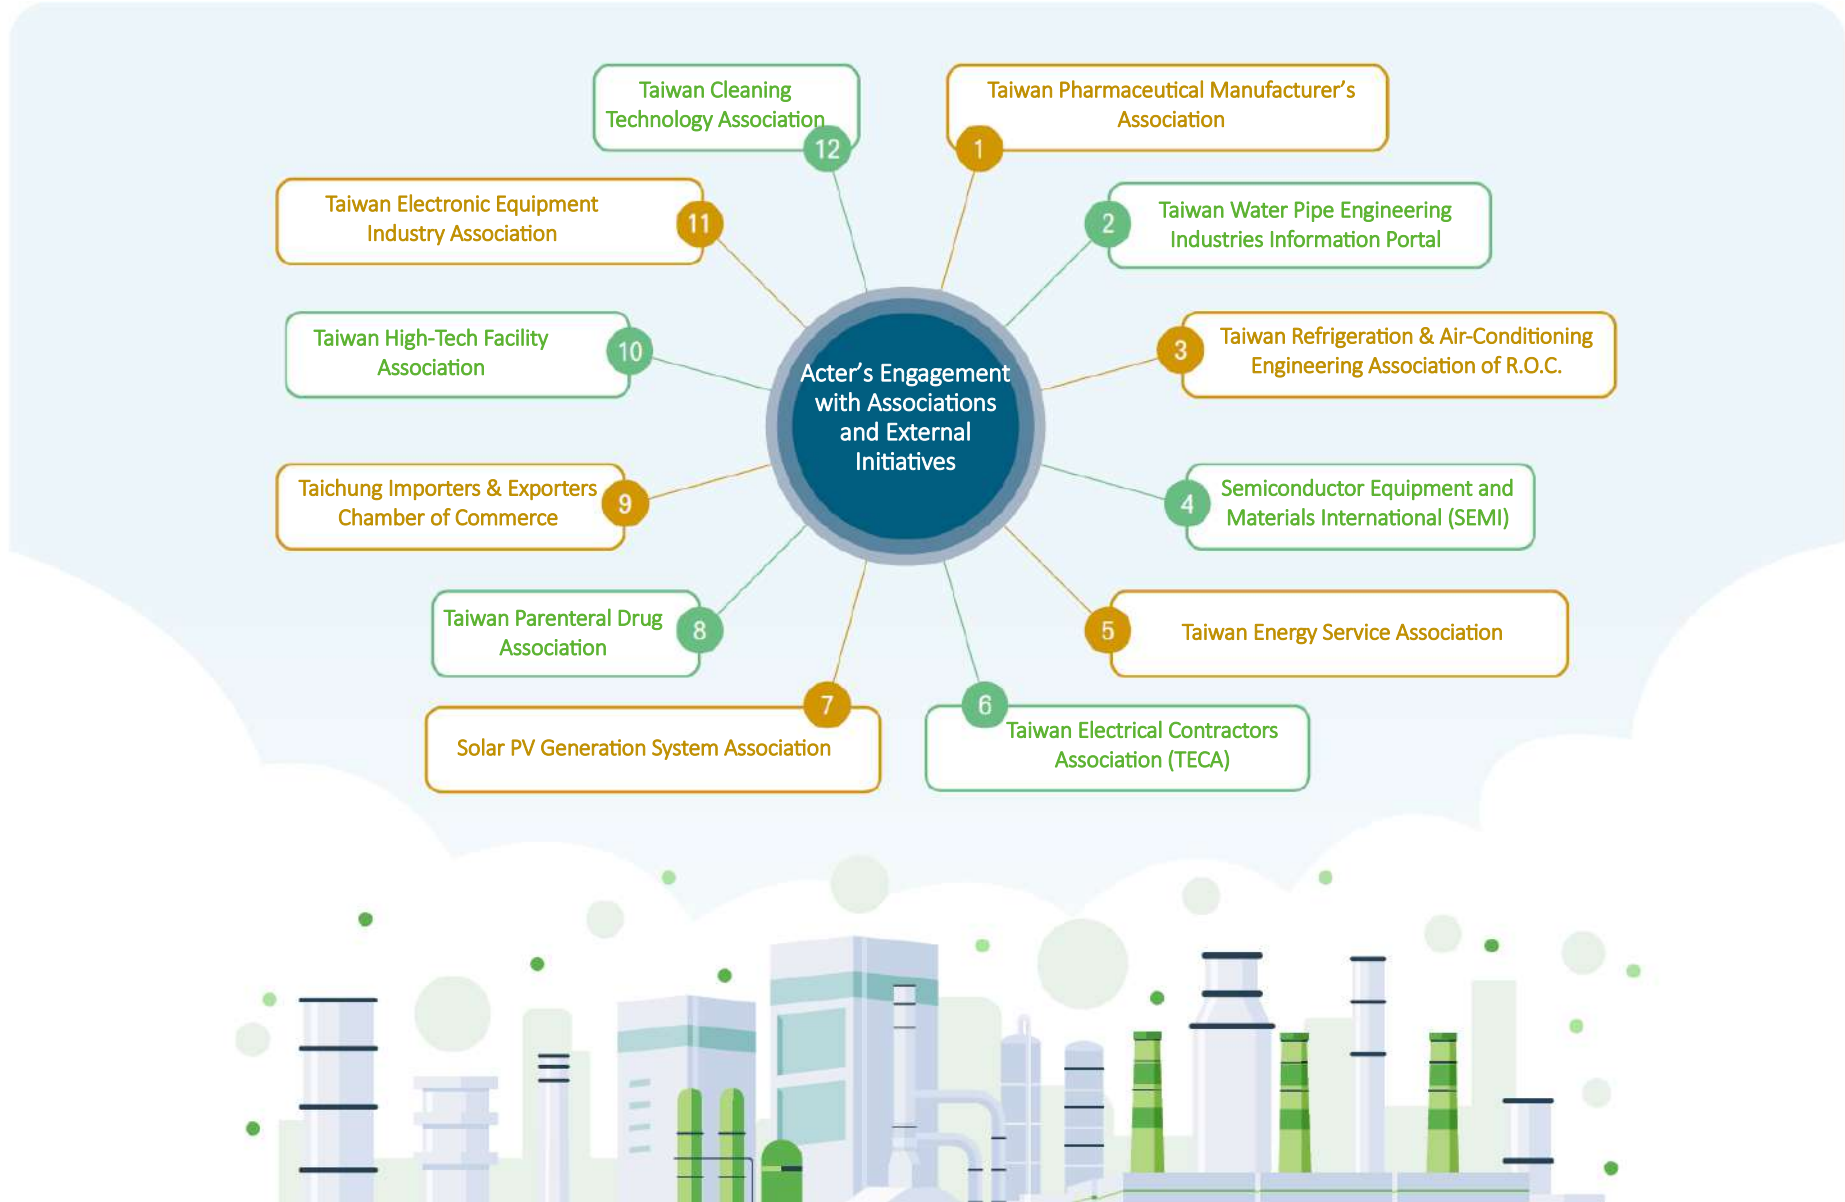 Acter’s Engagement
with Associations
and External
Initiatives
1
Taiwan Pharmaceutical Manufacturer’s
Association
2
Taiwan Water Pipe Engineering
Industries Information Portal
3
Taiwan Refrigeration & Air-Conditioning
Engineering Association of R.O.C.
4
Semiconductor Equipment and
Materials International (SEMI)
5
Taiwan Energy Service Association
6
Taiwan Electrical Contractors
Association (TECA)
7
Solar PV Generation System Association
8
Taiwan Parenteral Drug
Association
9
Taichung Importers & Exporters
Chamber of Commerce
10
Taiwan High-Tech Facility
Association
11
Taiwan Electronic Equipment
Industry Association
12
Taiwan Cleaning
Technology Association